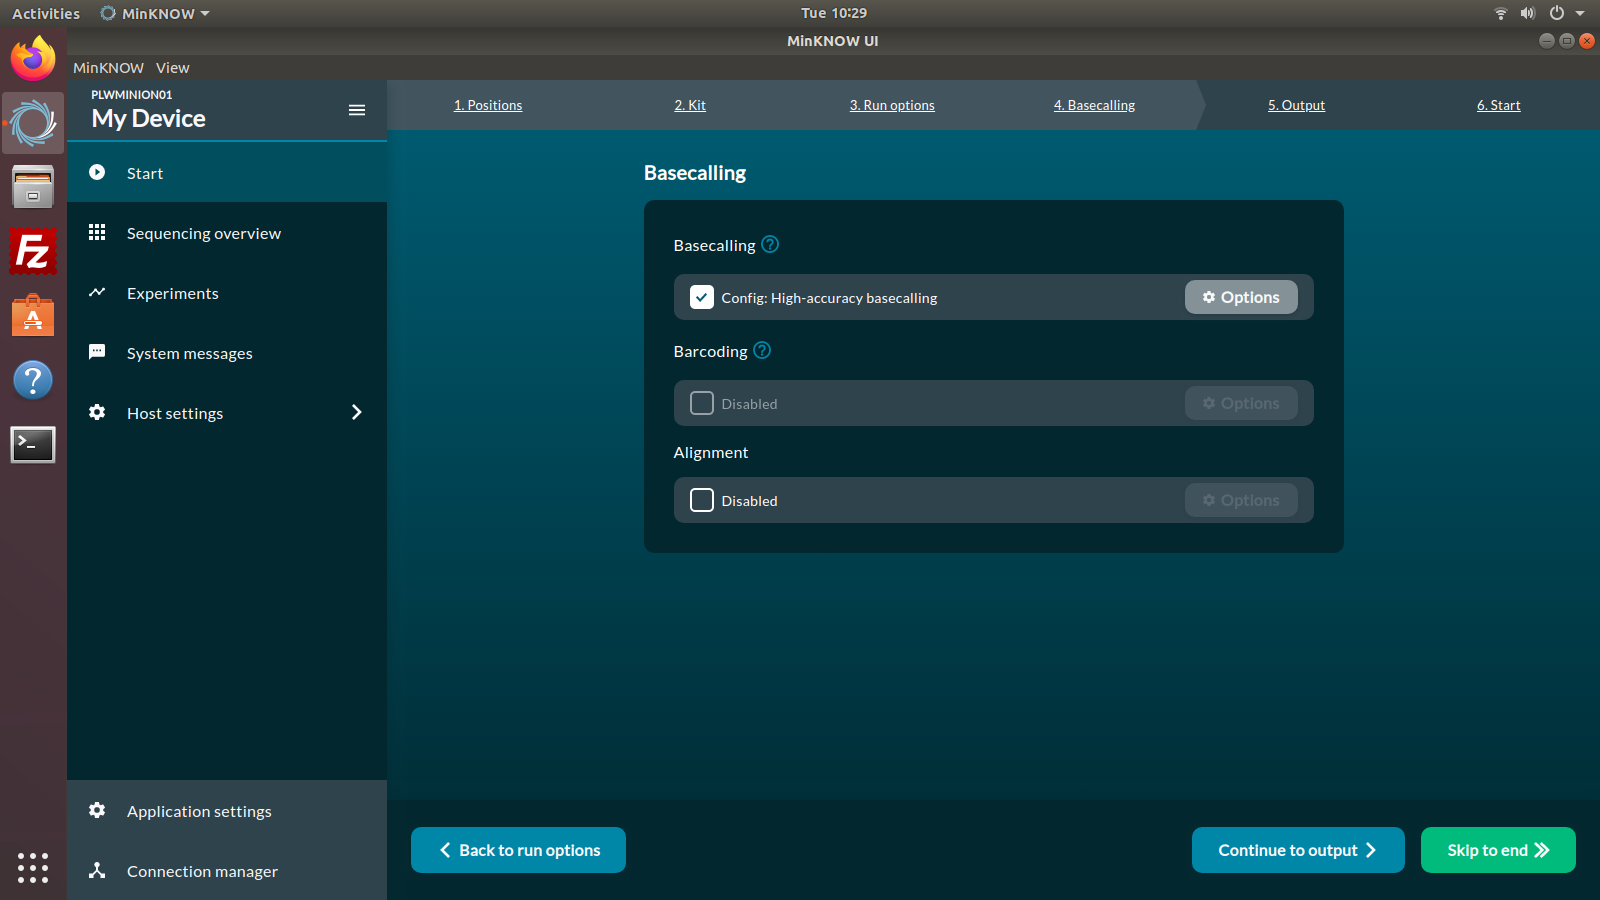 Activities MinKNOW Tue 10:29
MinKNOW UI
MinKNOW View
PLWMINION01
My Device
1. Positions 2. Kit 3. Run options 4. Basecalling 5. Output 6. Start
Start
Sequencing overview
Experiments
System messages
Host settings
Application settings
Connection manager
Basecalling
Basecalling ?
Config: High-accuracy basecalling Options
Barcoding ?
Disabled Options
Alignment
Disabled Options
Back to run options Continue to output Skip to end
Fz
A
?
>_